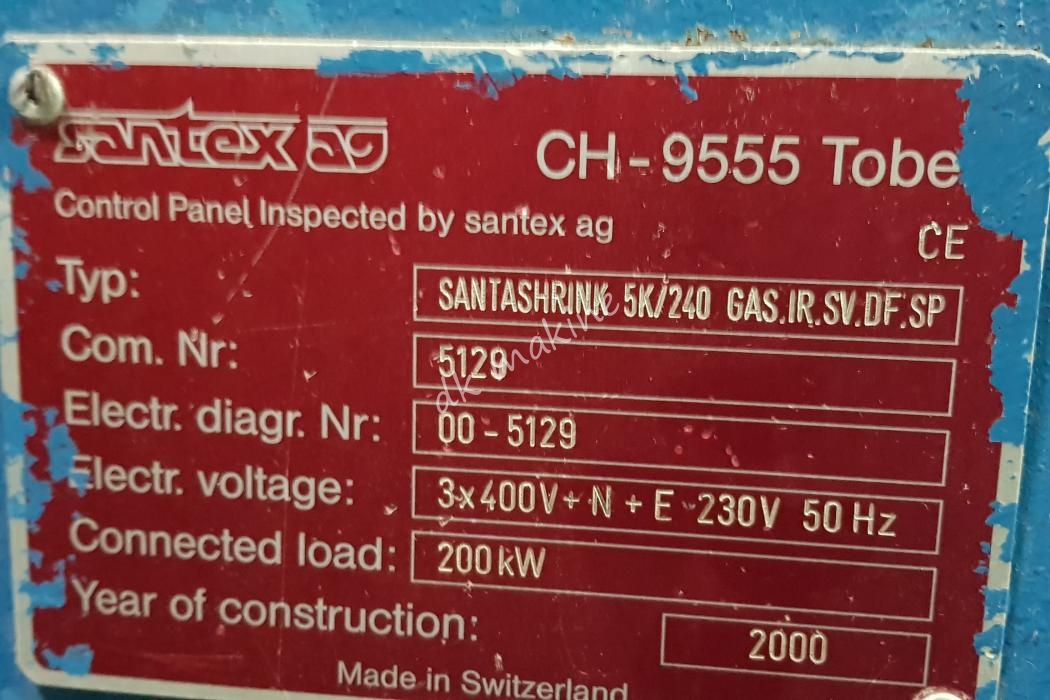 santex ag CH-9555 Tobe
Control Panel Inspected by santex ag
CE
Typ: SANTASHRINK 5K/240 GAS.IR.SV.DF.SP
Com. Nr: 5129
Electr. diagr. Nr: 00-5129
Electr. voltage: 3x400V+N+E 230V 50 Hz
Connected load: 200kW
Year of construction: 2000
Made in Switzerland
dk makine